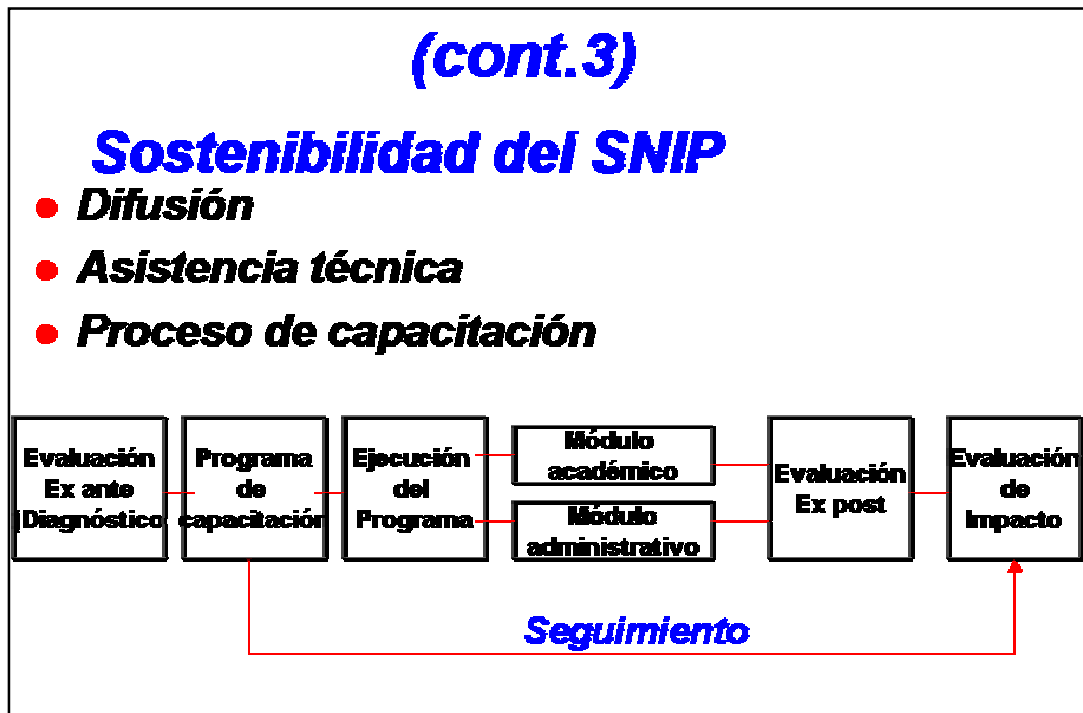 (cont.3)
Sostenibilidad del SNIP
Difusión
Asistencia técnica
Proceso de capacitación
Evaluación
Ex ante
(Diagnóstico
Programa
de
capacitación
Ejecución
del
Programa
Módulo
académico
Módulo
administrativo
Evaluación
Ex post
Evaluación
de
Impacto
Seguimiento